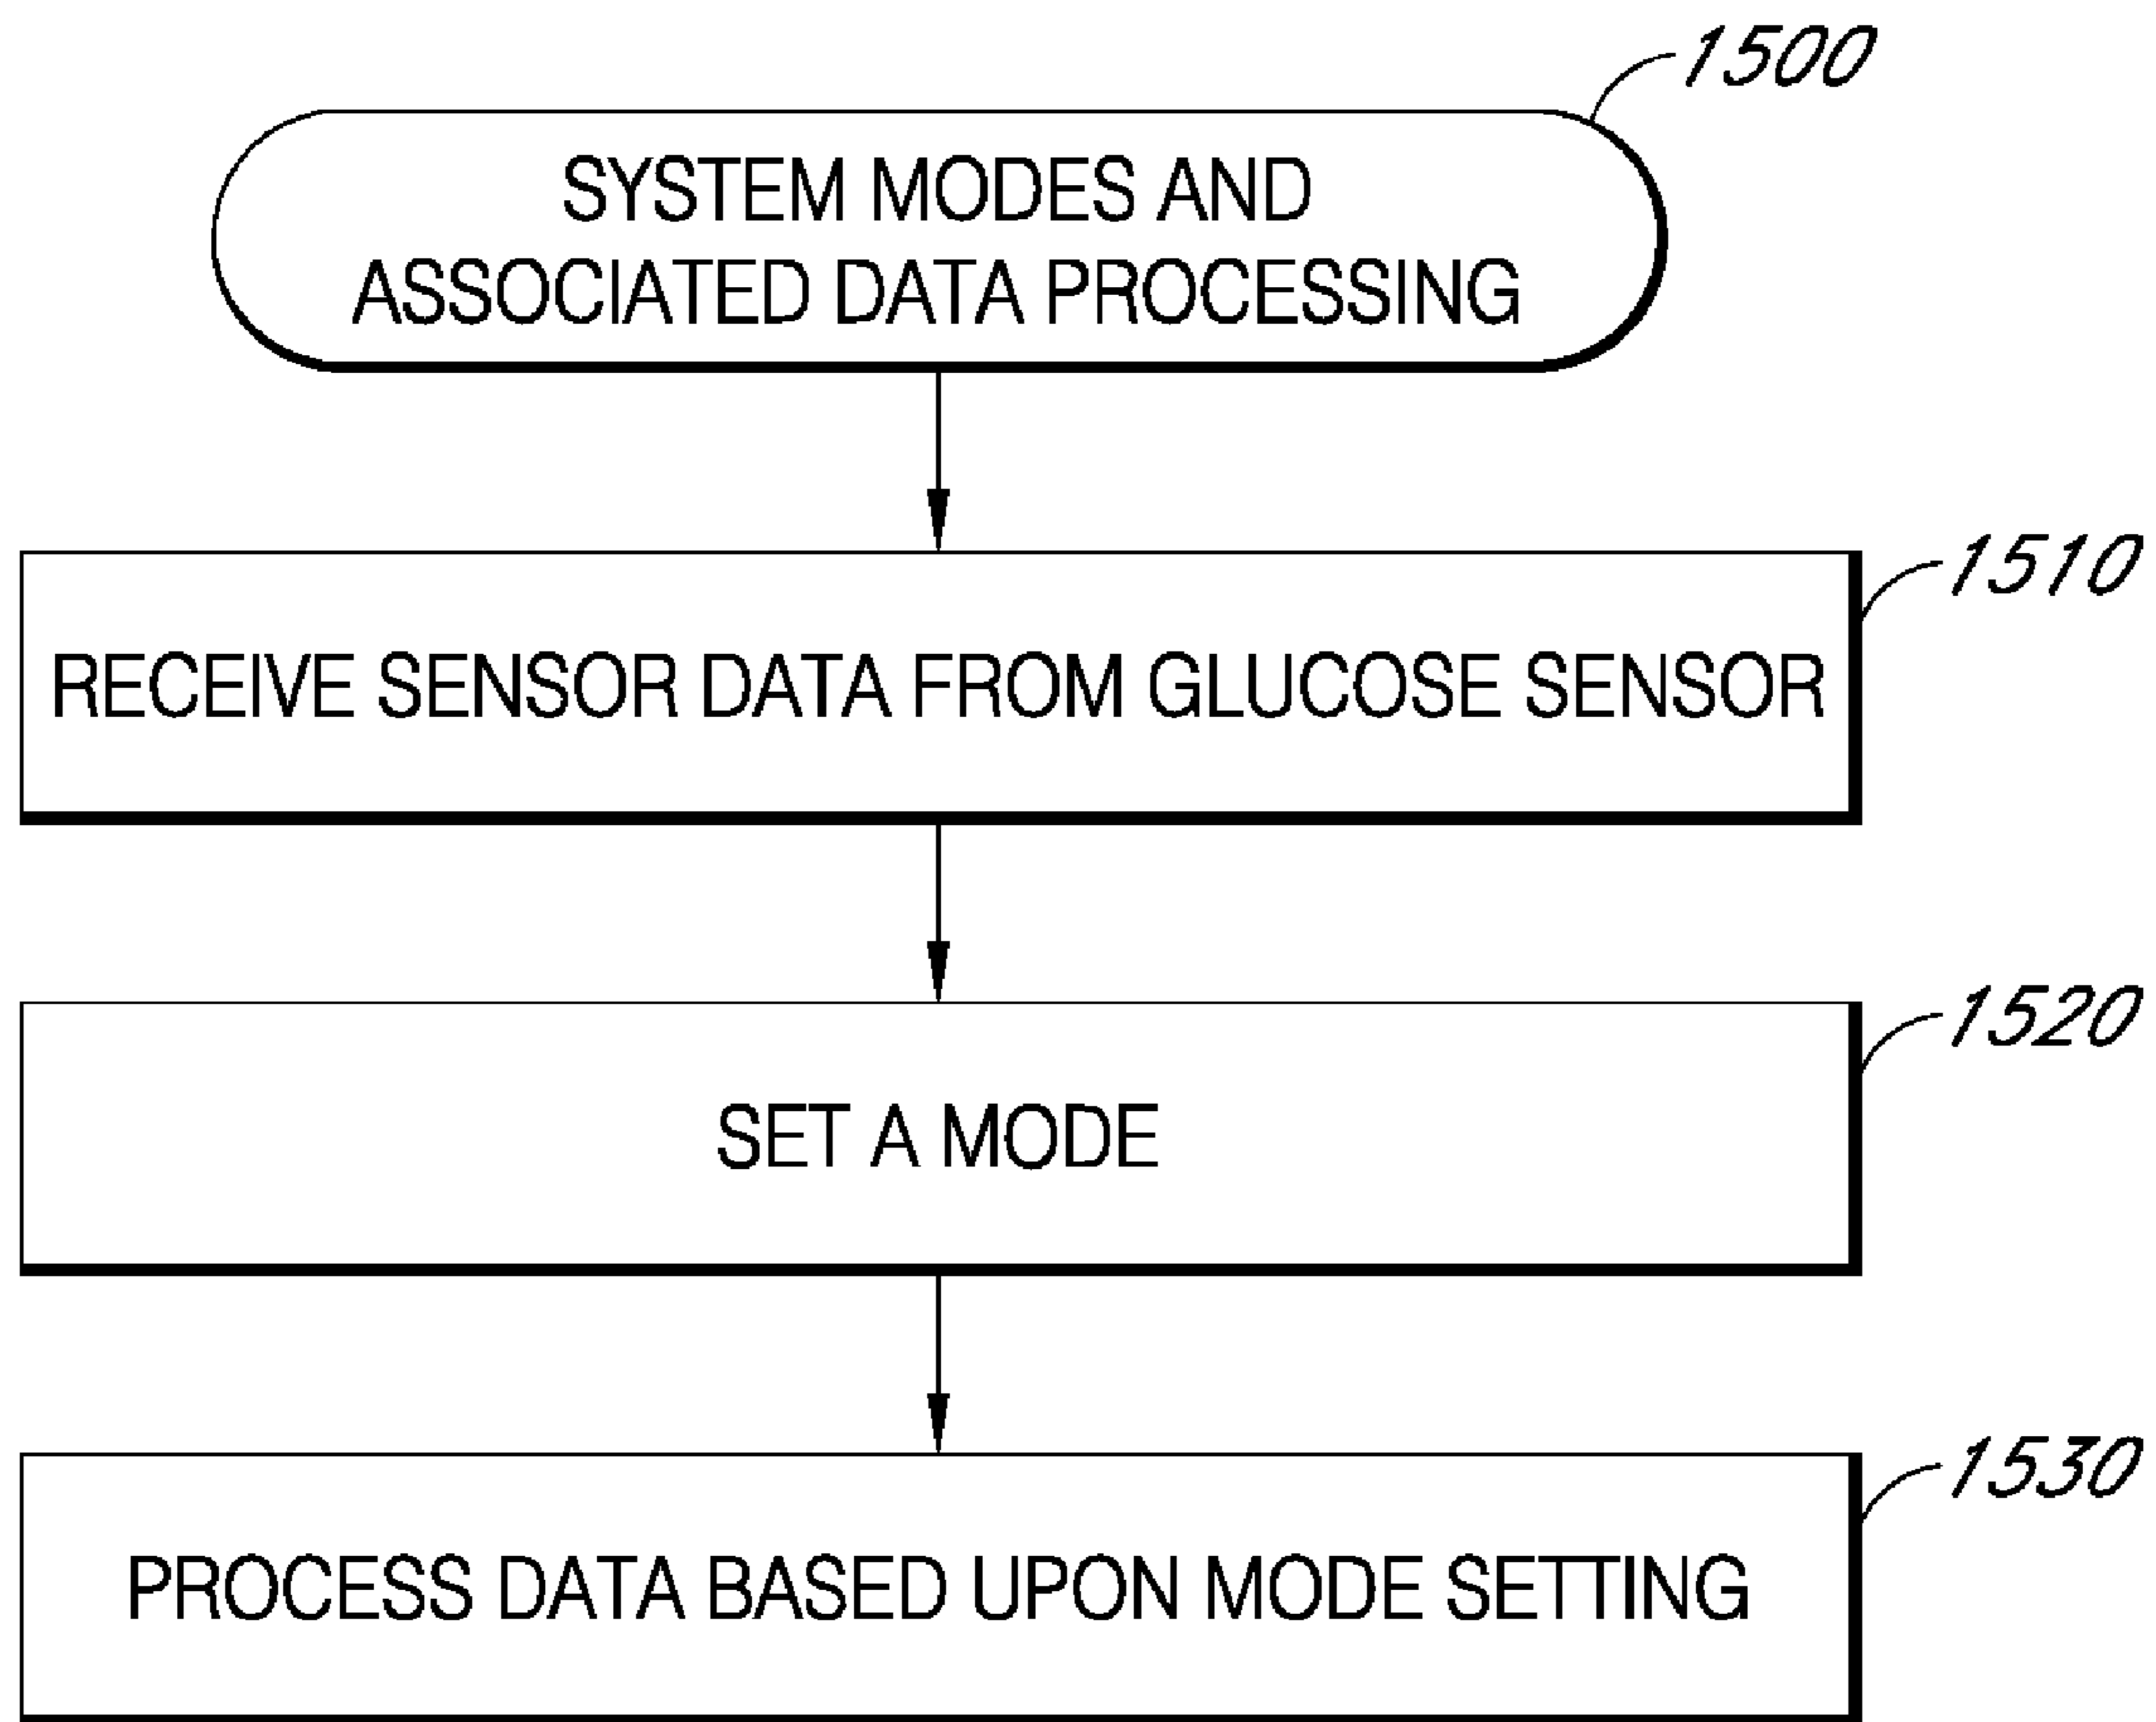 1500
SYSTEM MODES AND
ASSOCIATED DATA PROCESSING
1510
RECEIVE SENSOR DATA FROM GLUCOSE SENSOR
1520
SET A MODE
1530
PROCESS DATA BASED UPON MODE SETTING